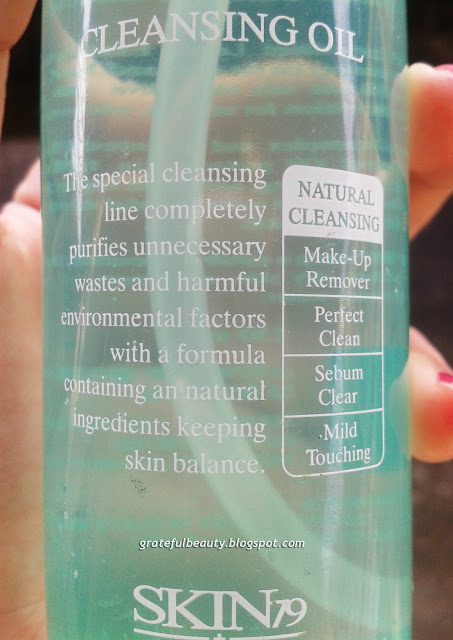 CLEANSING OIL
The special cleansing
line completely
purifies unnecessary
wastes and harmful
environmental factors
with a formula
containing an natural
ingredients keeping
skin balance.
NATURAL
CLEANSING
Make-Up
Remover
Perfect
Clean
Sebum
Clear
Mild
Touching
gratefulbeauty.blogspot.com
SKIN79